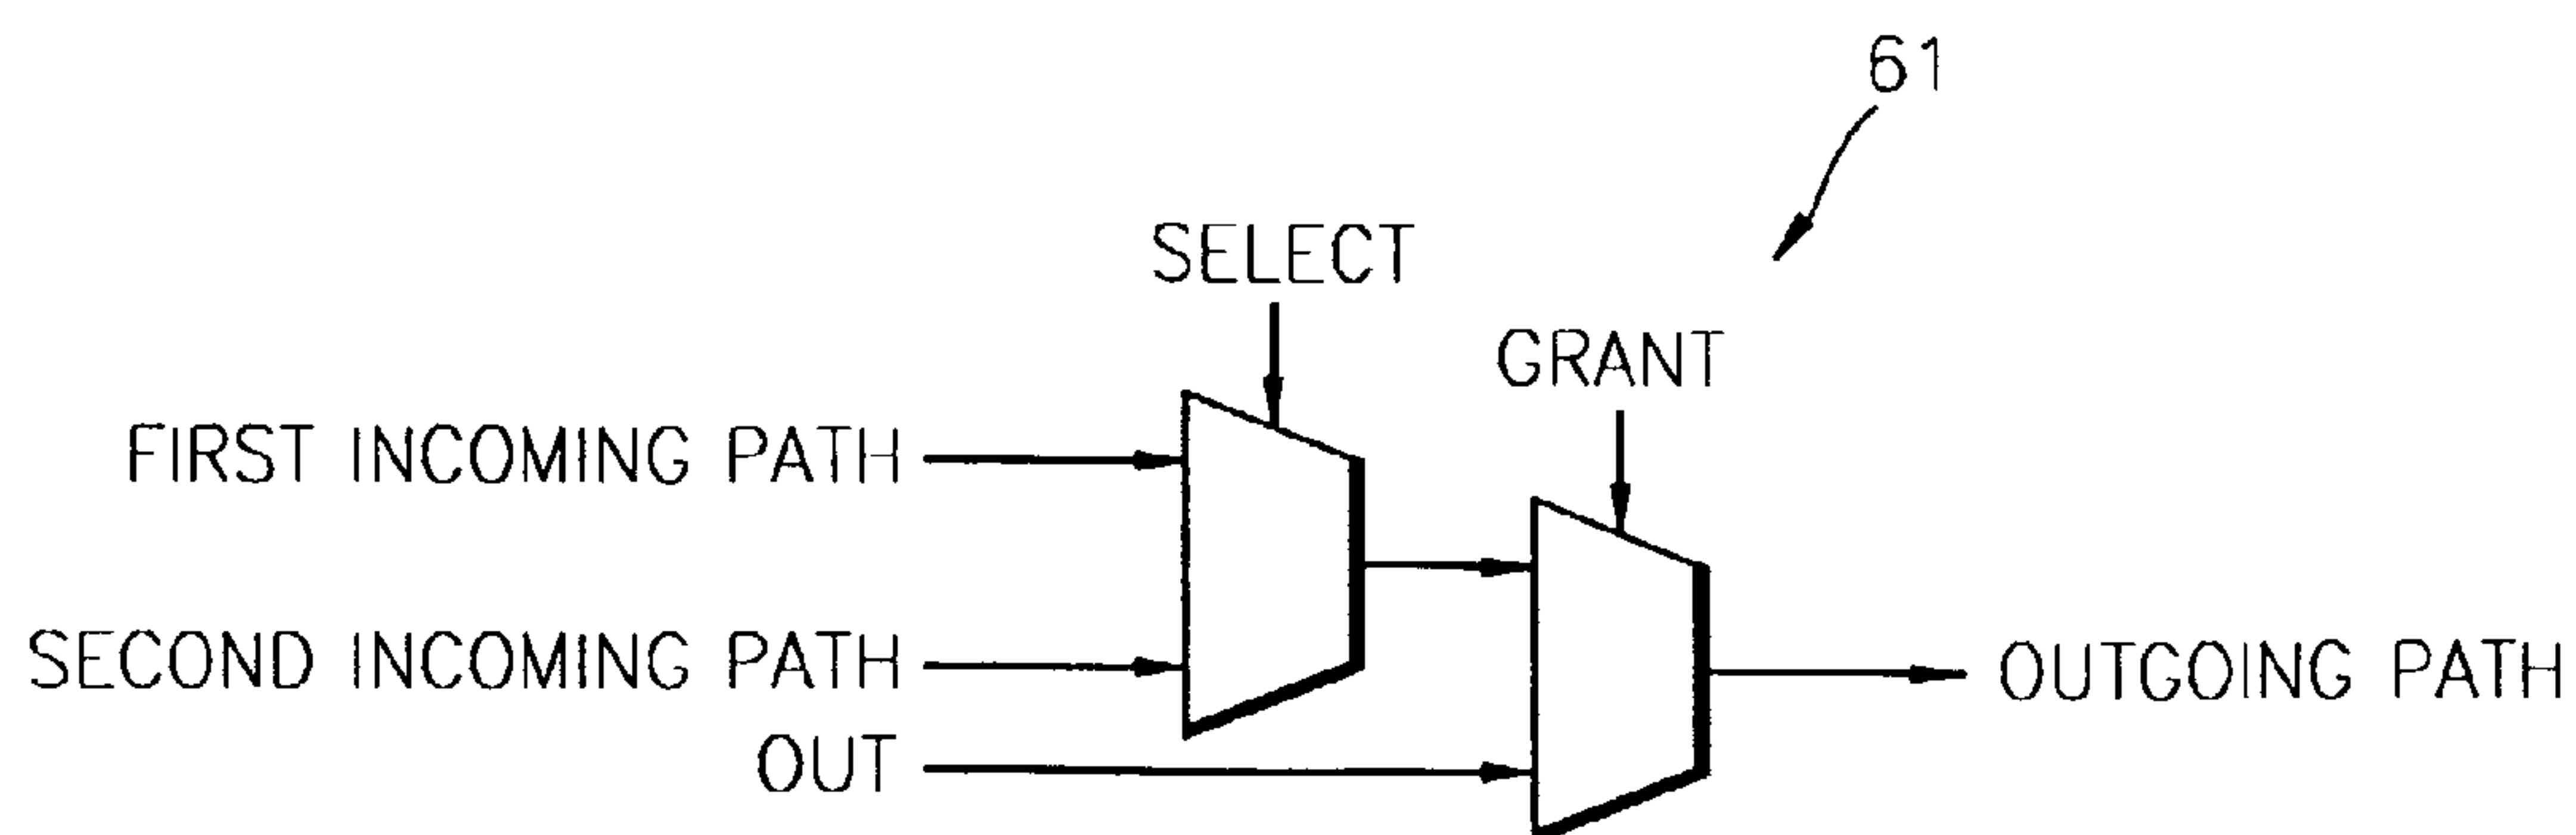 61
SELECT
GRANT
FIRST INCOMING PATH
SECOND INCOMING PATH
OUTGOING PATH
OUT